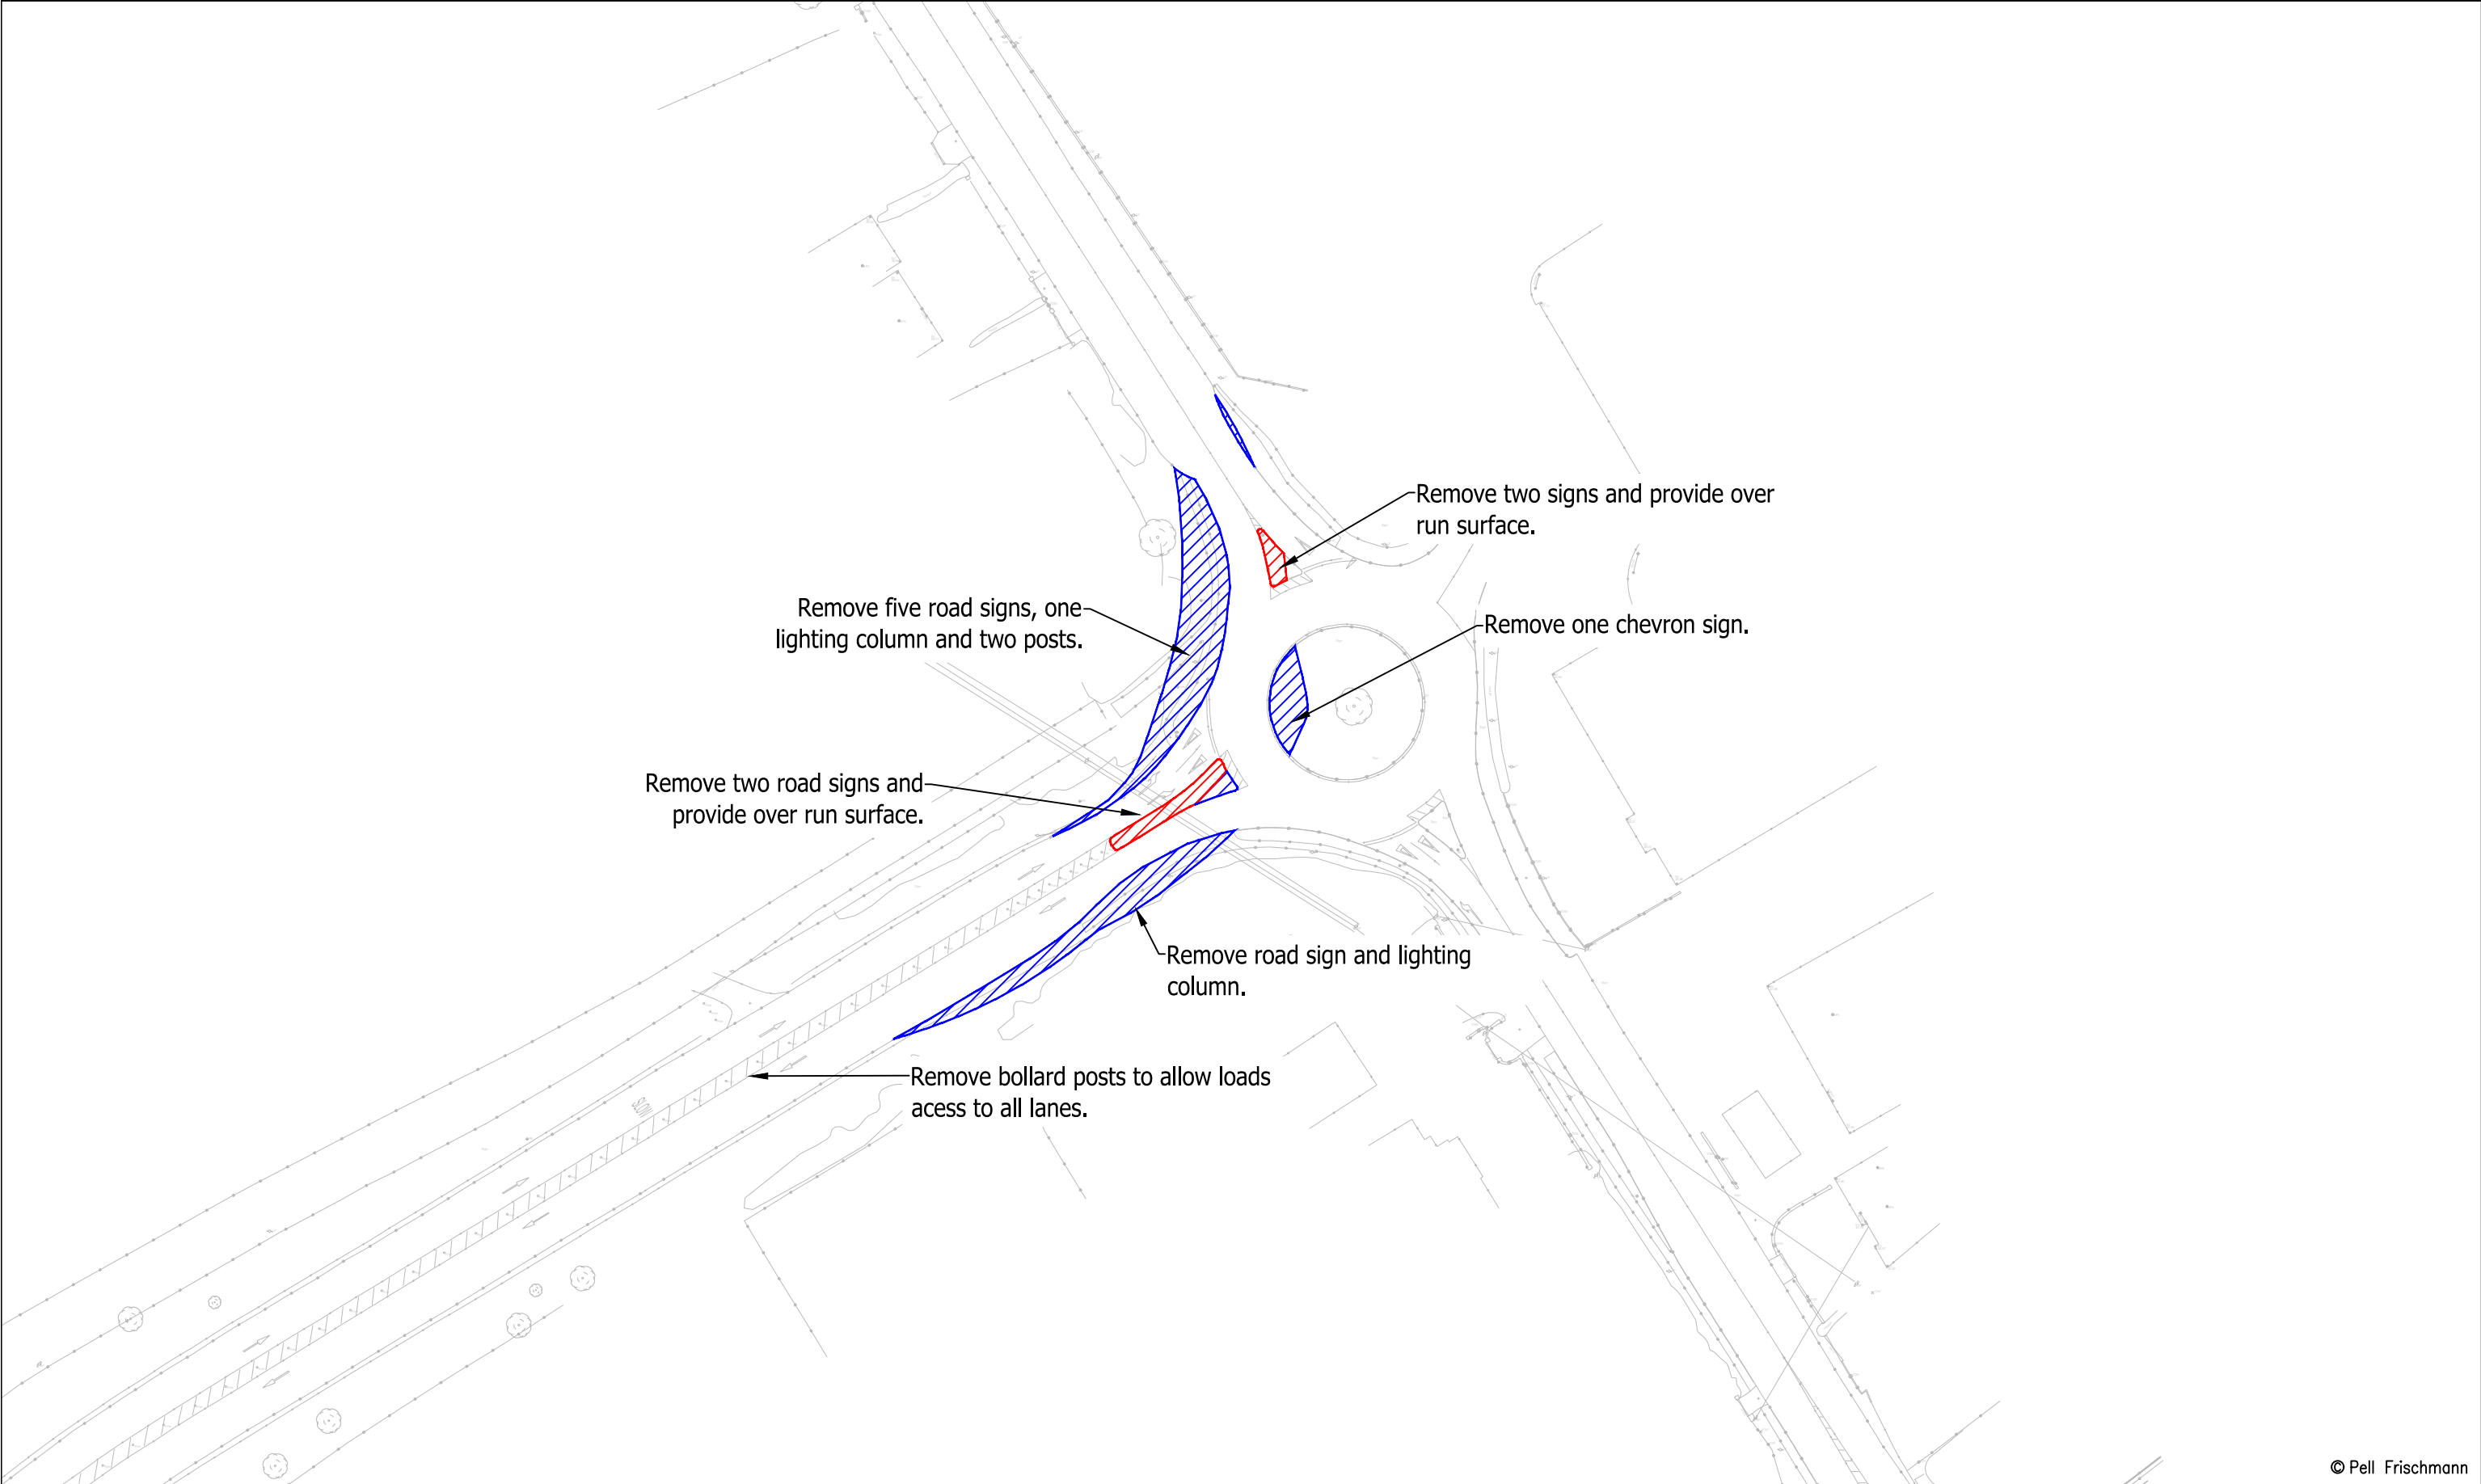 Remove two signs and provide over
run surface.
Remove five road signs, one
lighting column and two posts.
Remove one chevron sign.
Remove two road signs and
provide over run surface.
Remove road sign and lighting
column.
Remove bollard posts to allow loads
acess to all lanes.
© Pell Frischmann